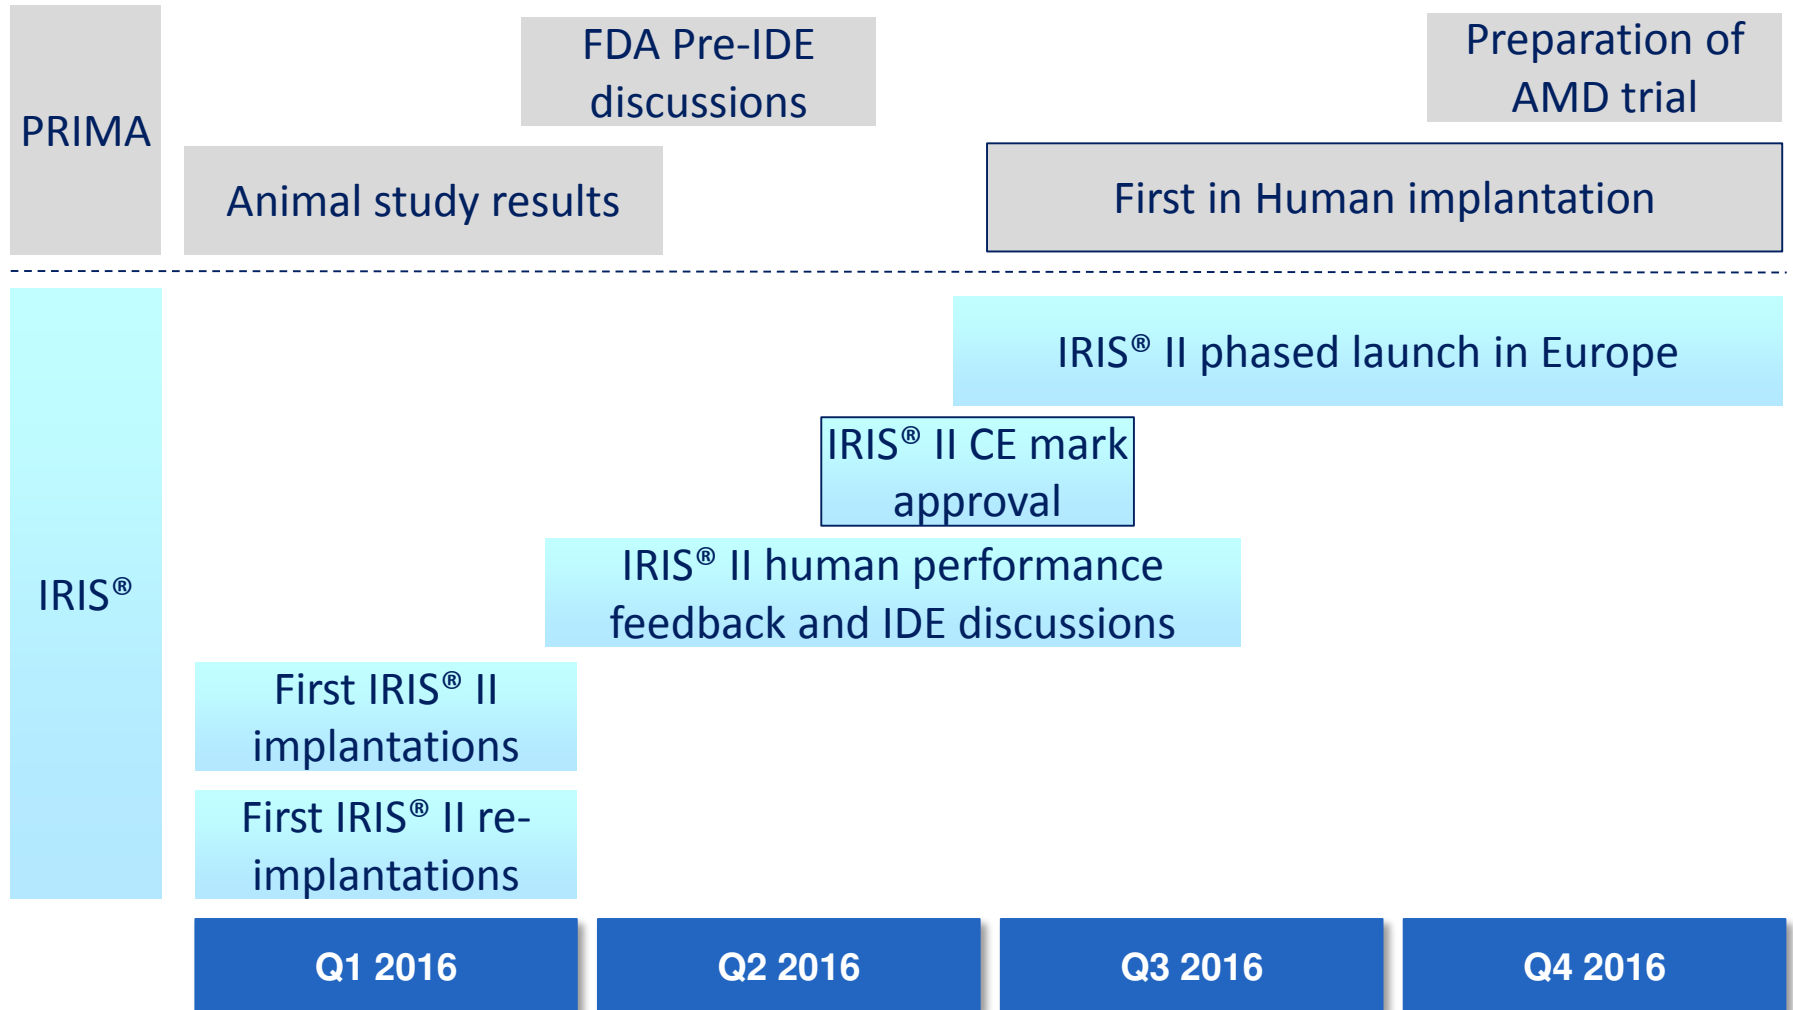 PRIMA
FDA Pre-IDE
discussions
Preparation of
AMD trial
Animal study results
First in Human implantation
IRIS®
IRIS® II phased launch in Europe
IRIS® II CE mark
approval
IRIS® II human performance
feedback and IDE discussions
First IRIS® II
implantations
First IRIS® II re-
implantations
Q1 2016
Q2 2016
Q3 2016
Q4 2016